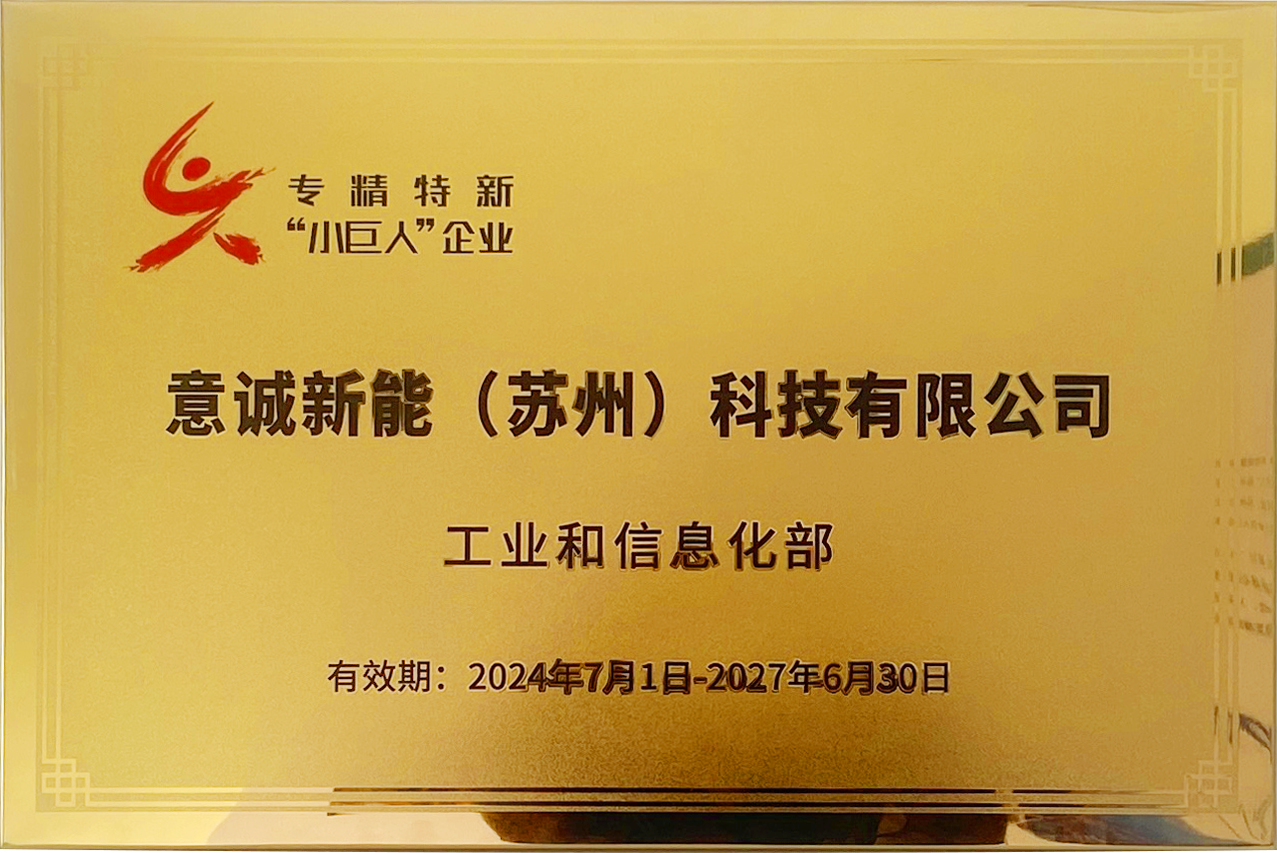 专精特新
“小巨人”企业
意诚新能（苏州）科技有限公司
工业和信息化部
有效期：2024年7月1日-2027年6月30日